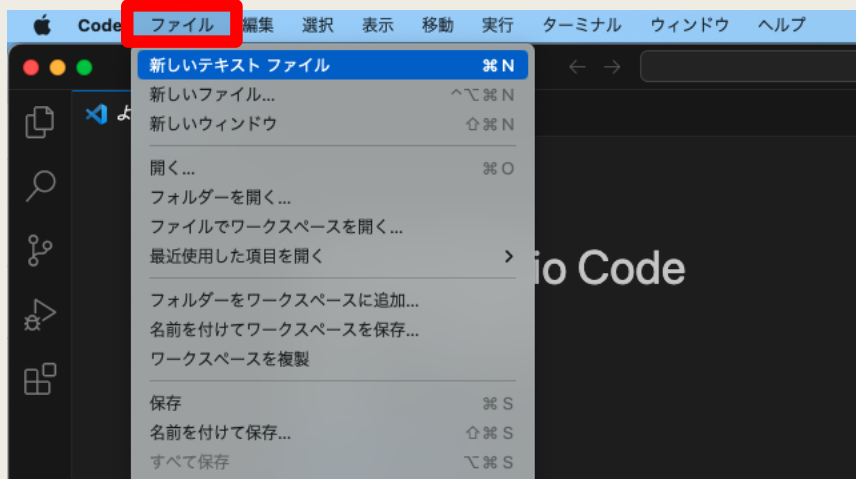 Code ファイル 編集 選択 表示 移動 実行 ターミナル ウィンドウ ヘルプ
新しいテキスト ファイル ⌘ N
新しいファイル... ^⌥⌘ N
新しいウィンドウ ⇧⌘ N
よ
開く... ⌘ O
フォルダーを開く...
ファイルでワークスペースを開く...
最近使用した項目を開く
io Code
フォルダーをワークスペースに追加...
名前を付けてワークスペースを保存...
ワークスペースを複製
保存 ⌘ S
名前を付けて保存... ⇧⌘ S
すべて保存 ⌥⌘ S